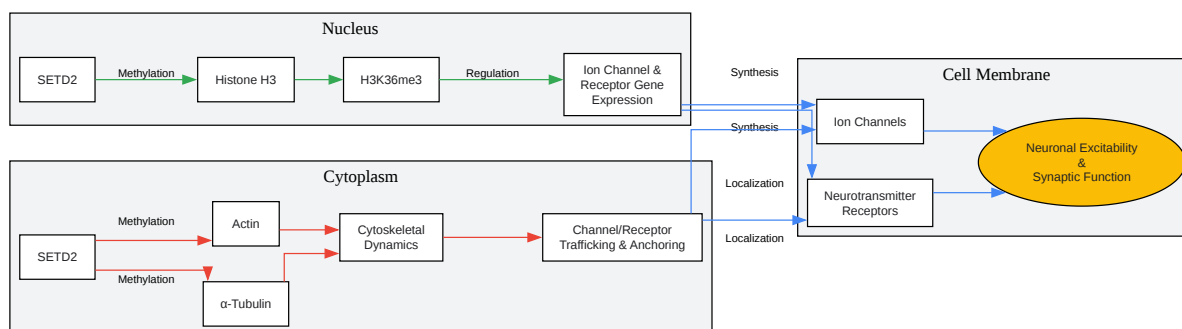 Nucleus
SETD2
Methylation
Histone H3
H3K36me3
Regulation
Ion Channel &
Receptor Gene
Expression
Synthesis
Synthesis
Cell Membrane
Ion Channels
Neuronal Excitability
&
Synaptic Function
Neurotransmitter
Receptors
Localization
Localization
Cytoplasm
SETD2
Methylation
Methylation
Actin
α-Tubulin
Cytoskeletal
Dynamics
Channel/Receptor
Trafficking & Anchoring